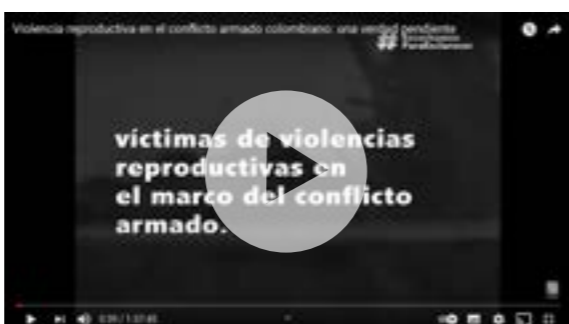 Violencia reproductiva en el conflicto armado colombiano: una verdad pendiente
víctimas de violencias
reproductivas en
el marco del conflicto
armado.